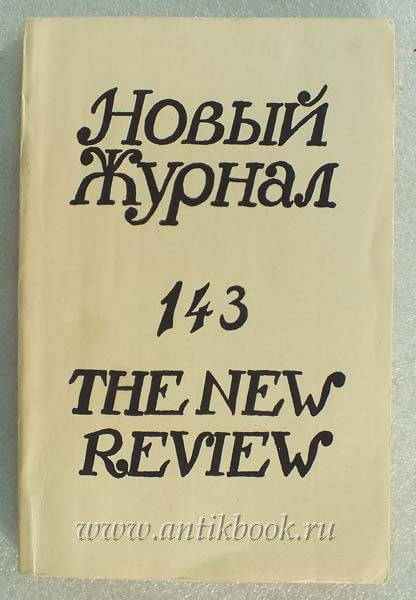 Новый
Журнал
143
THE NEW
REVIEW
www.antikbook.ru